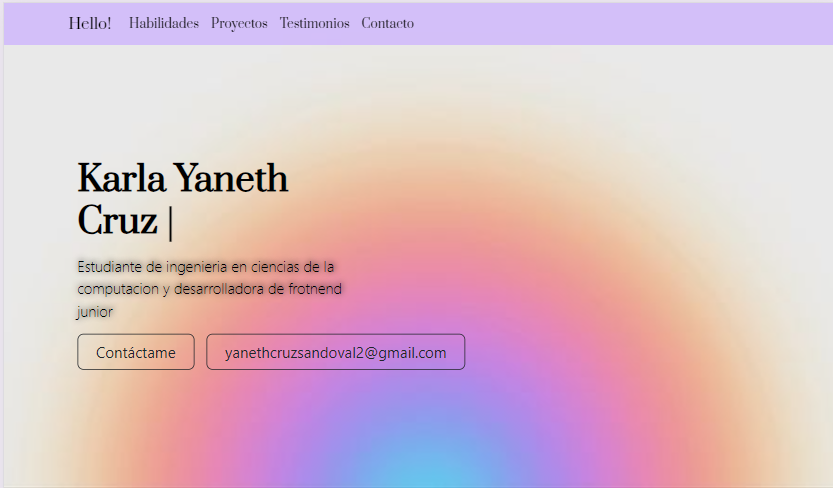 Hello! Habilidades Proyectos Testimonios Contacto
Karla Yaneth
Cruz |
Estudiante de ingenieria en ciencias de la
computacion y desarrolladora de frotnend
junior
Contáctame yanethcruzsandoval2@gmail.com